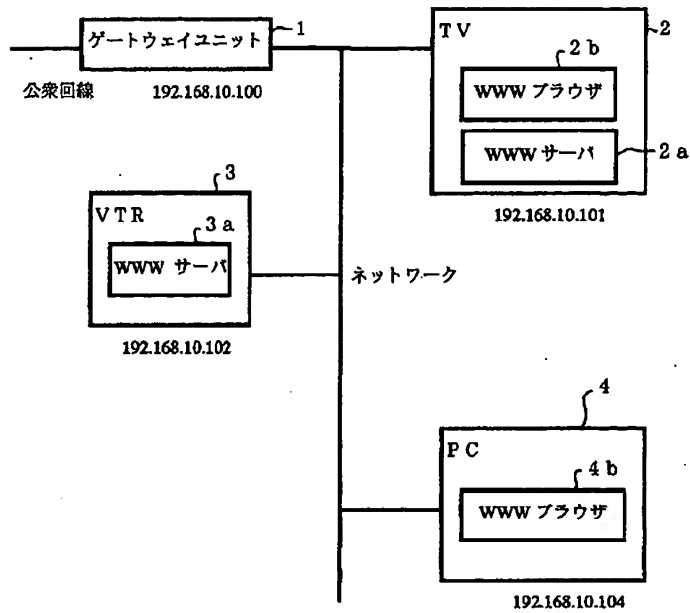 ゲートウェイユニット
1
公衆回線
192.168.10.100
TV
2
2b
WWW ブラウザ
WWW サーバ
2a
192.168.10.101
3
VTR
3a
WWW サーバ
192.168.10.102
ネットワーク
4
PC
4b
WWW ブラウザ
192.168.10.104